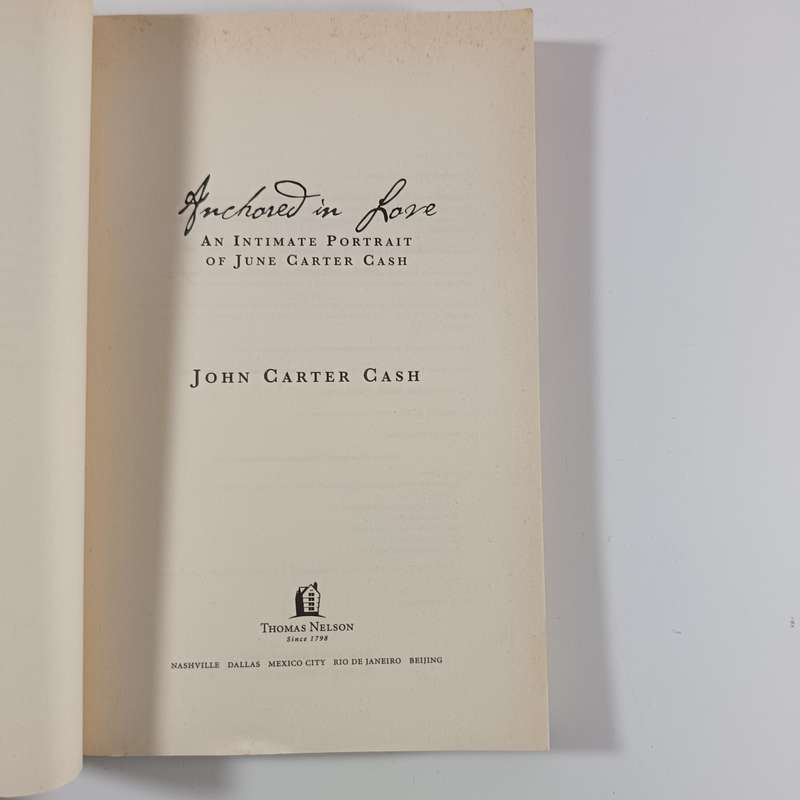 Anchored in Love
An Intimate Portrait
of June Carter Cash
John Carter Cash
Thomas Nelson
Since 1798
NASHVILLE DALLAS MEXICO CITY RIO DE JANEIRO BEIJING